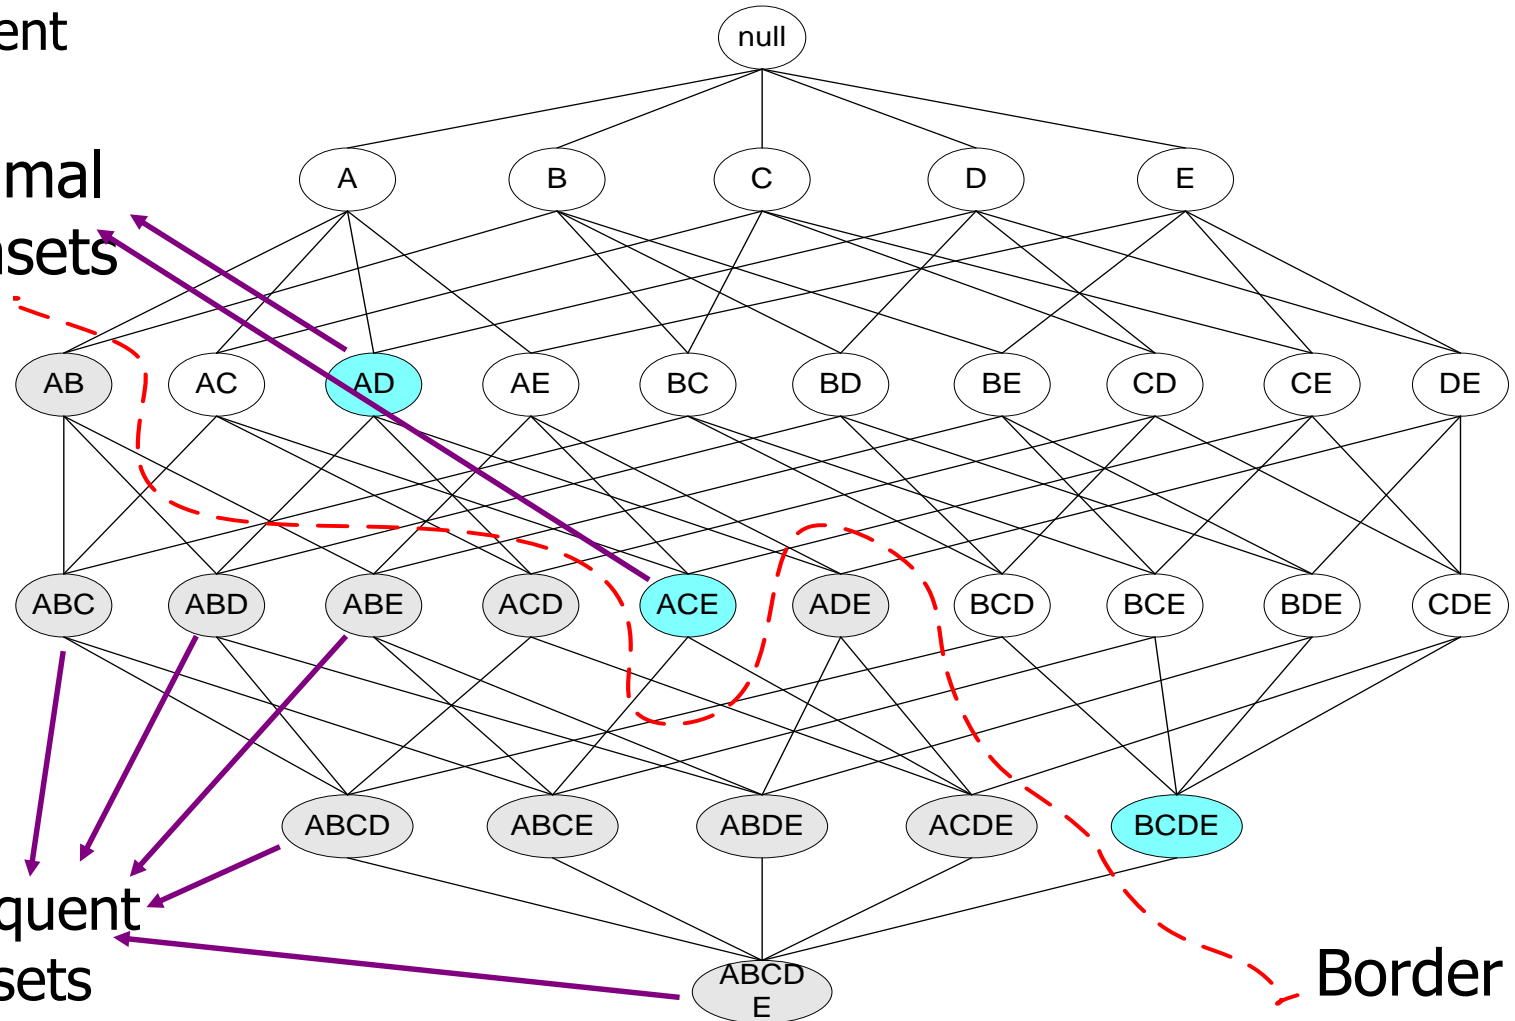 ent
null
mal
A B C D E
sets
AB AC AD AE BC BD BE CD CE DE
ABC ABD ABE ACD ACE ADE BCD BCE BDE CDE
ABCD ABCE ABDE ACDE BCDE
quent
sets
ABCD
E
Border